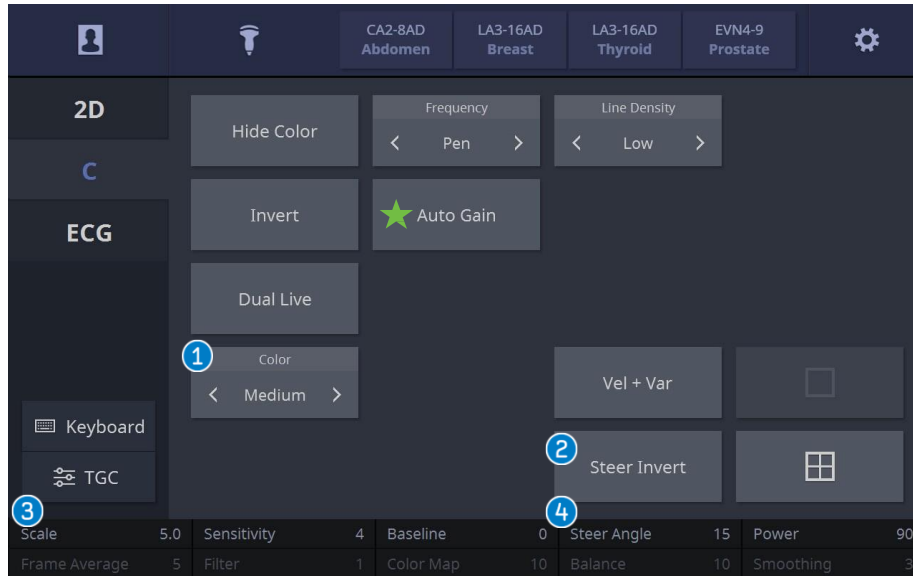 CA2-8AD
Abdomen
LA3-16AD
Breast
LA3-16AD
Thyroid
EVN4-9
Prostate
2D
C
ECG
Keyboard
TGC
Hide Color
Frequency
< Pen >
Line Density
< Low >
Invert
Auto Gain
Dual Live
1
Color
< Medium >
Vel + Var
2
Steer Invert
3
4
Scale 5.0 Sensitivity 4 Baseline 0 Steer Angle 15 Power 90
Frame Average 5 Filter 1 Color Map 10 Balance 10 Smoothing 3